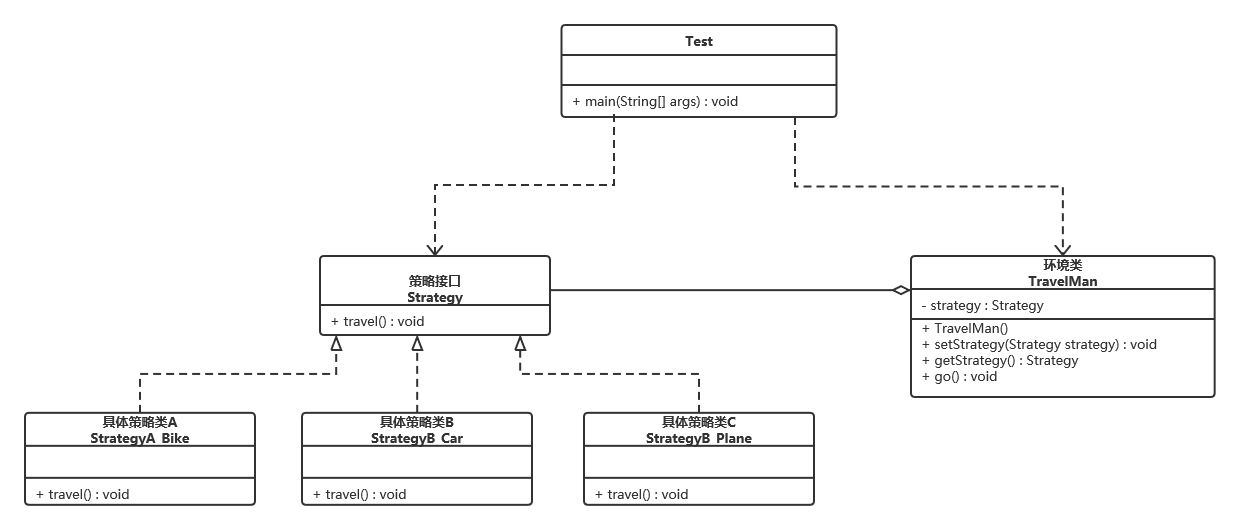 Test
+ main(String[] args) : void
策略接口
Strategy
+ travel() : void
环境类
TravelMan
- strategy : Strategy
+ TravelMan()
+ setStrategy(Strategy strategy) : void
+ getStrategy() : Strategy
+ go() : void
具体策略类A
StrategyA_Bike
+ travel() : void
具体策略类B
StrategyB_Car
+ travel() : void
具体策略类C
StrategyB_Plane
+ travel() : void